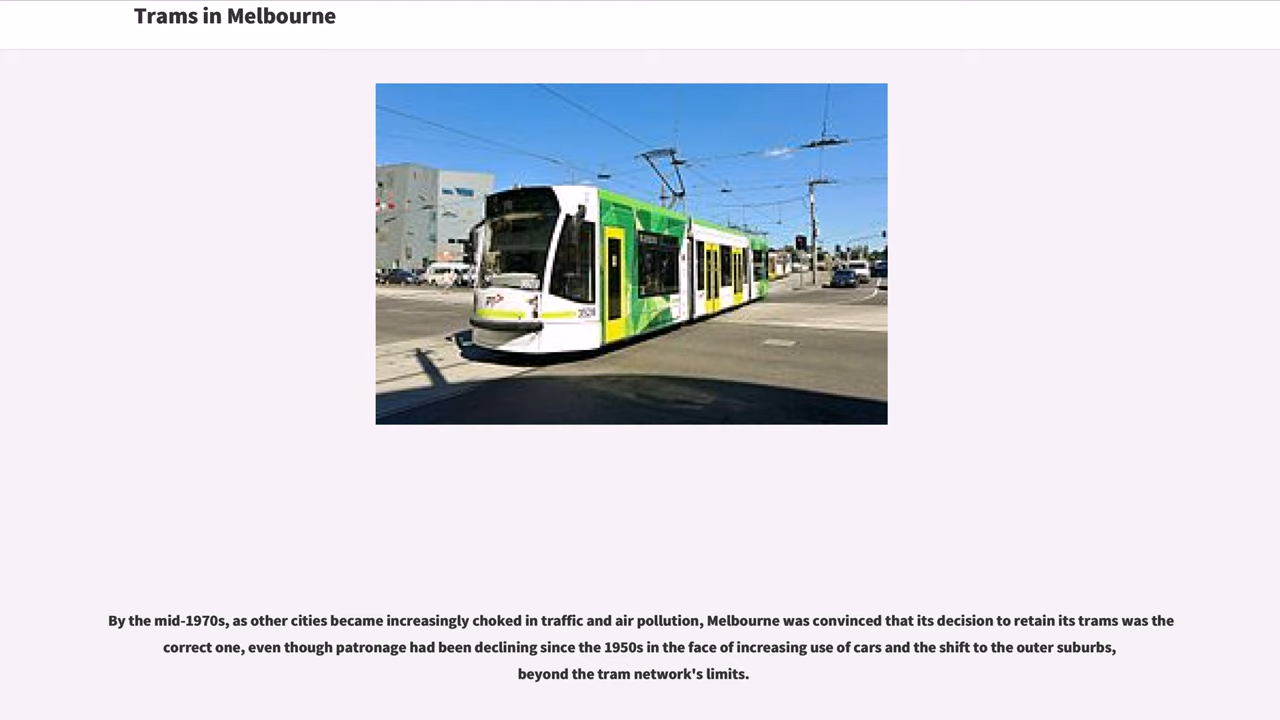 Trams in Melbourne
By the mid-1970s, as other cities became increasingly choked in traffic and air pollution, Melbourne was convinced that its decision to retain its trams was the
correct one, even though patronage had been declining since the 1950s in the face of increasing use of cars and the shift to the outer suburbs,
beyond the tram network's limits.